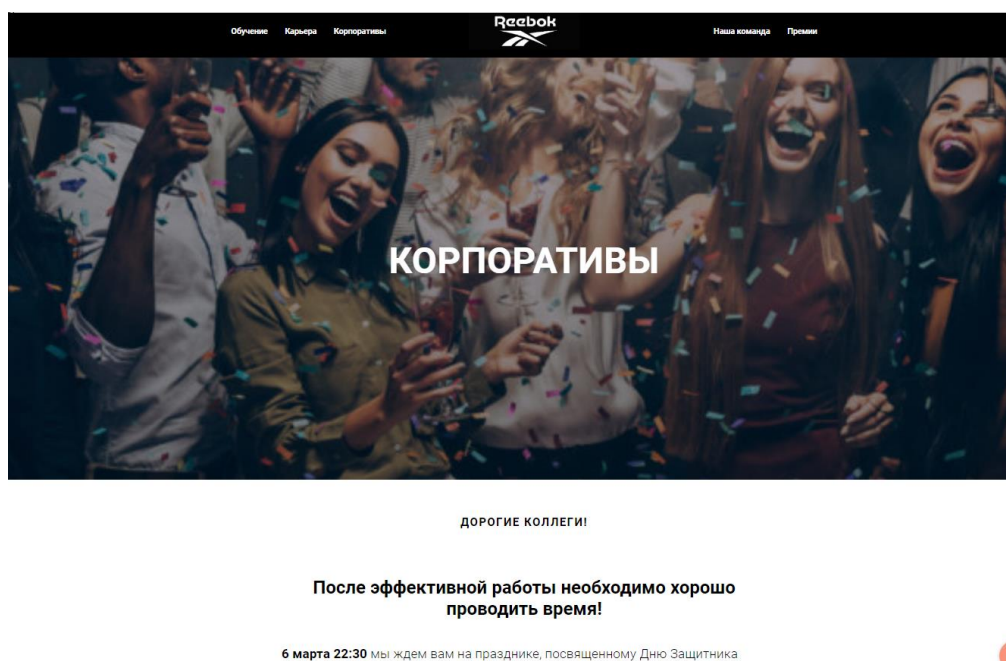 Обучение Карьера Корпоративы Reebok Наша команда Премии
КОРПОРАТИВЫ
ДОРОГИЕ КОЛЛЕГИ!
После эффективной работы необходимо хорошо
проводить время!
6 марта 22:30 мы ждем вам на празднике, посвященному Дню Защитника